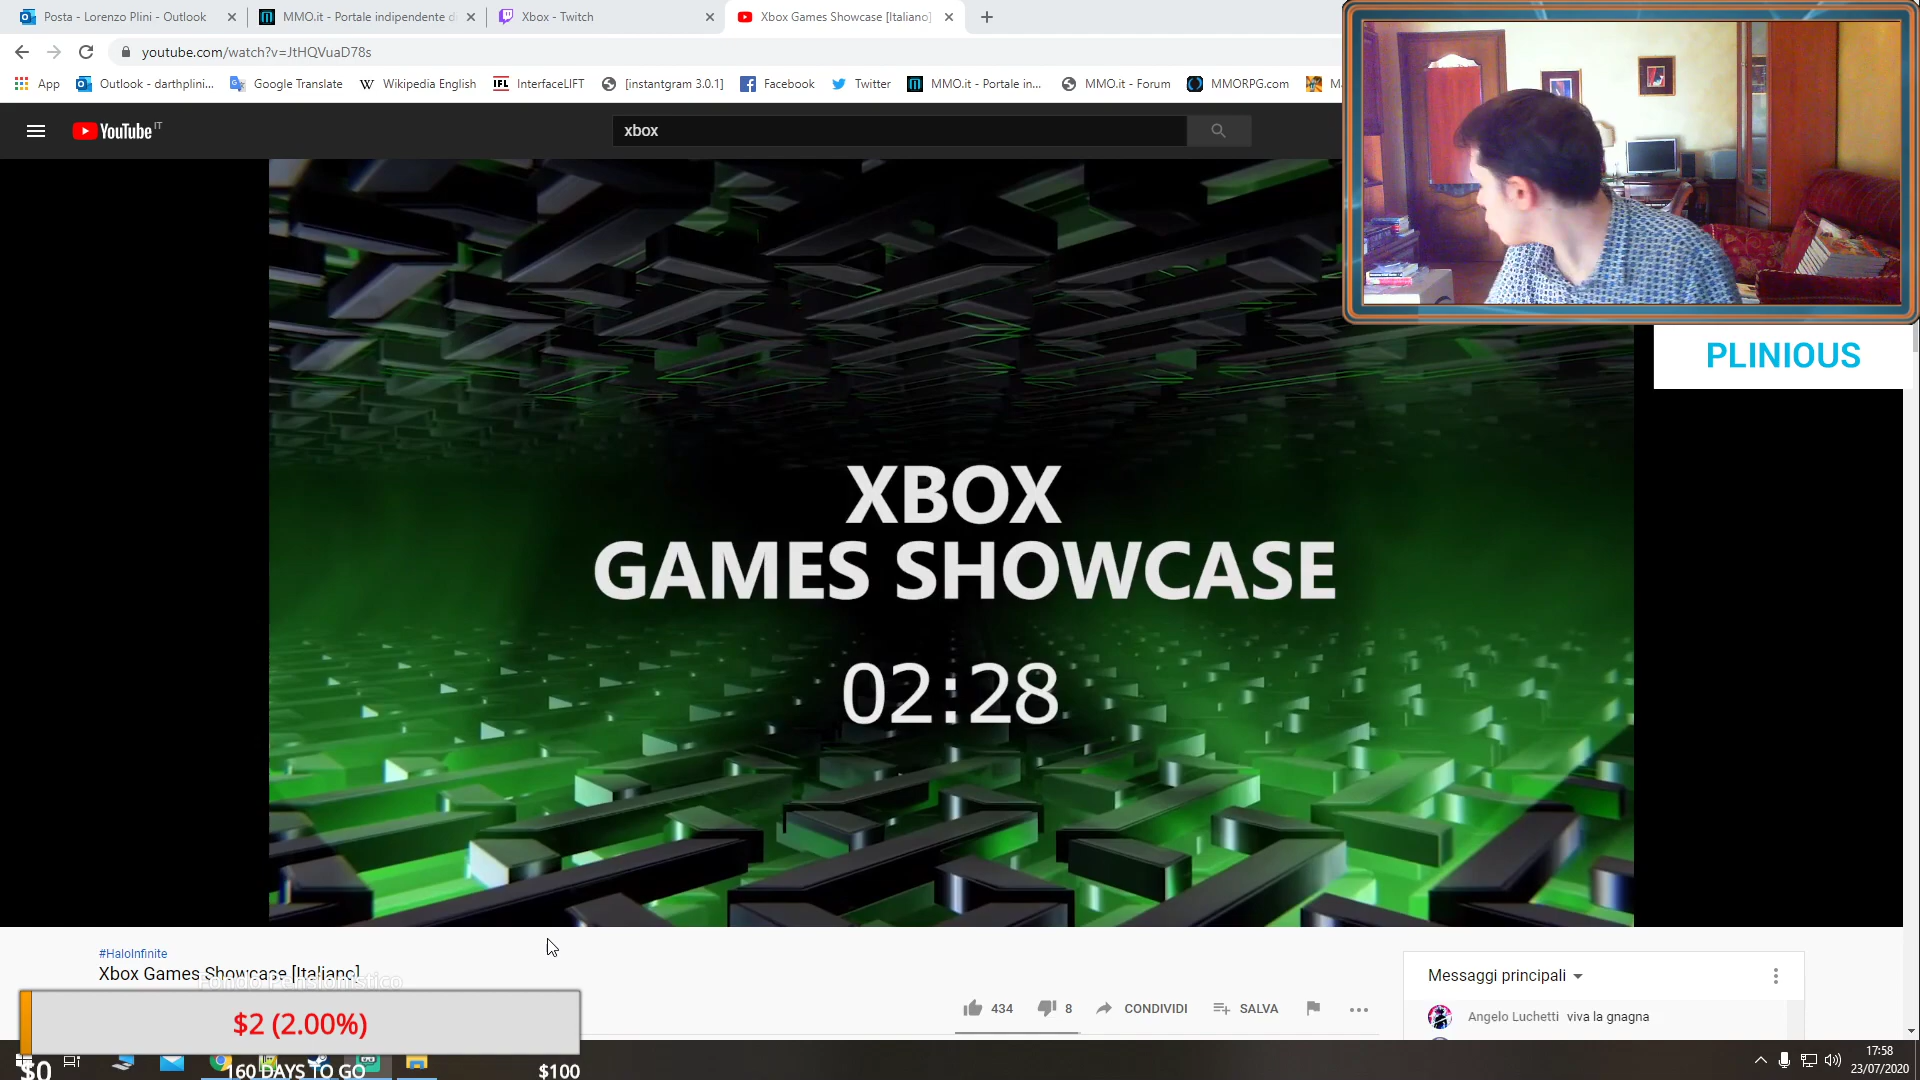 Posta - Lorenzo Plini - Outlook
MMO.it - Portale indipendente d
Xbox - Twitch
Xbox Games Showcase [Italiano]
youtube.com/watch?v=JtHQVuaD78s
App
Outlook - darthplini...
Google Translate
W Wikipedia English
IFL InterfaceLIFT
[instantgram 3.0.1]
Facebook
Twitter
MMO.it - Portale in...
MMO.it - Forum
MMORPG.com
YouTube IT
xbox
PLINIOUS
XBOX
GAMES SHOWCASE
02:28
#HaloInfinite
Xbox Games Showcase [Italiano]
Fondo Pensionistico
$2 (2.00%)
434
8
CONDIVIDI
SALVA
Messaggi principali
Angelo Luchetti viva la gnagna
$0
160 DAYS TO GO
$100
17:58
23/07/2020